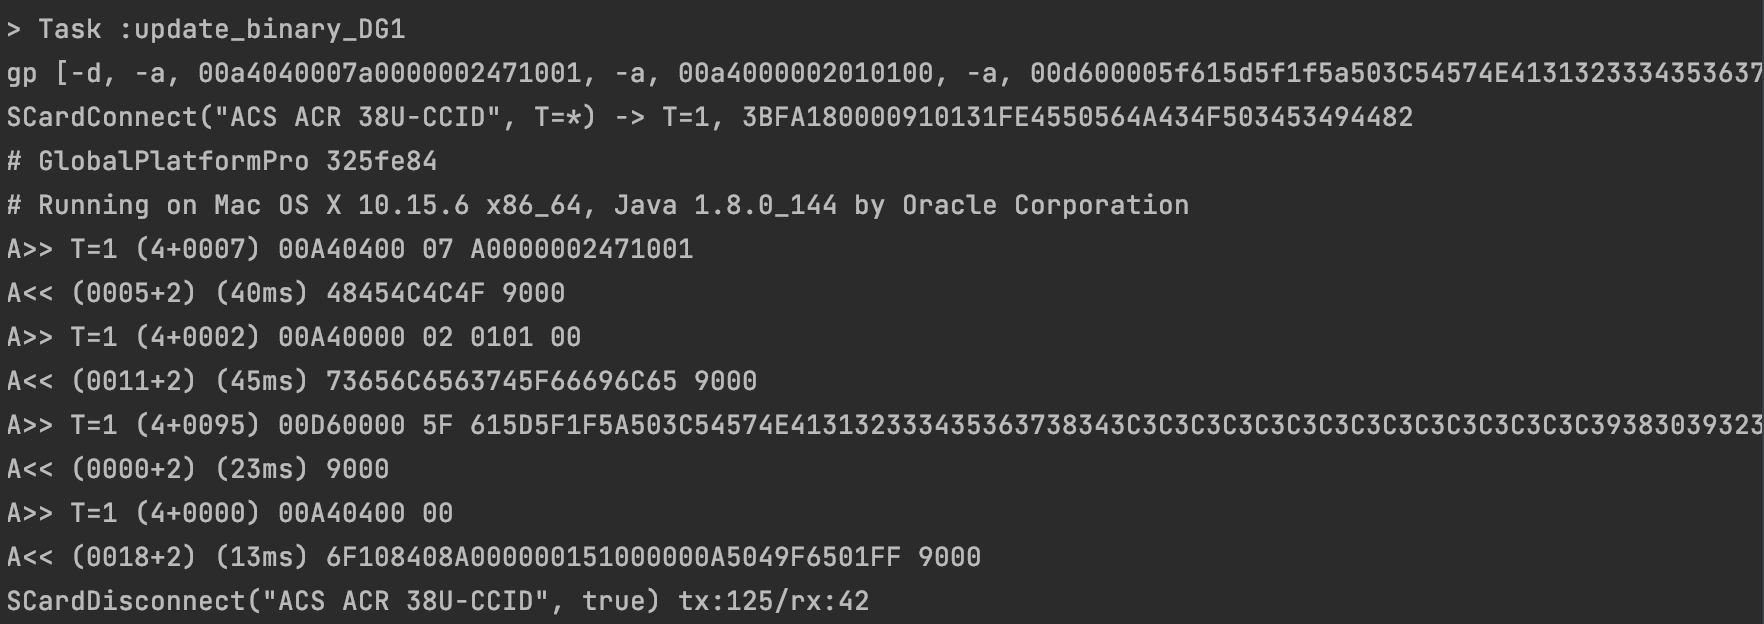 > Task :update_binary_DG1
gp [-d, -a, 00a4040007a0000002471001, -a, 00a4000002010100, -a, 00d600005f615d5f1f5a503C54574E4131323334353637
SCardConnect("ACS ACR 38U-CCID", T=*) -> T=1, 3BFA180000910131FE4550564A434F503453494482
# GlobalPlatformPro 325fe84
# Running on Mac OS X 10.15.6 x86_64, Java 1.8.0_144 by Oracle Corporation
A>> T=1 (4+0007) 00A40400 07 A0000002471001
A<< (0005+2) (40ms) 48454C4C4F 9000
A>> T=1 (4+0002) 00A40000 02 0101 00
A<< (0011+2) (45ms) 73656C6563745F66696C65 9000
A>> T=1 (4+0095) 00D60000 5F 615D5F1F5A503C54574E413132333435363738343C3C3C3C3C3C3C3C3C3C3C3C3C3C3C39383039323
A<< (0000+2) (23ms) 9000
A>> T=1 (4+0000) 00A40400 00
A<< (0018+2) (13ms) 6F108408A000000151000000A5049F6501FF 9000
SCardDisconnect("ACS ACR 38U-CCID", true) tx:125/rx:42